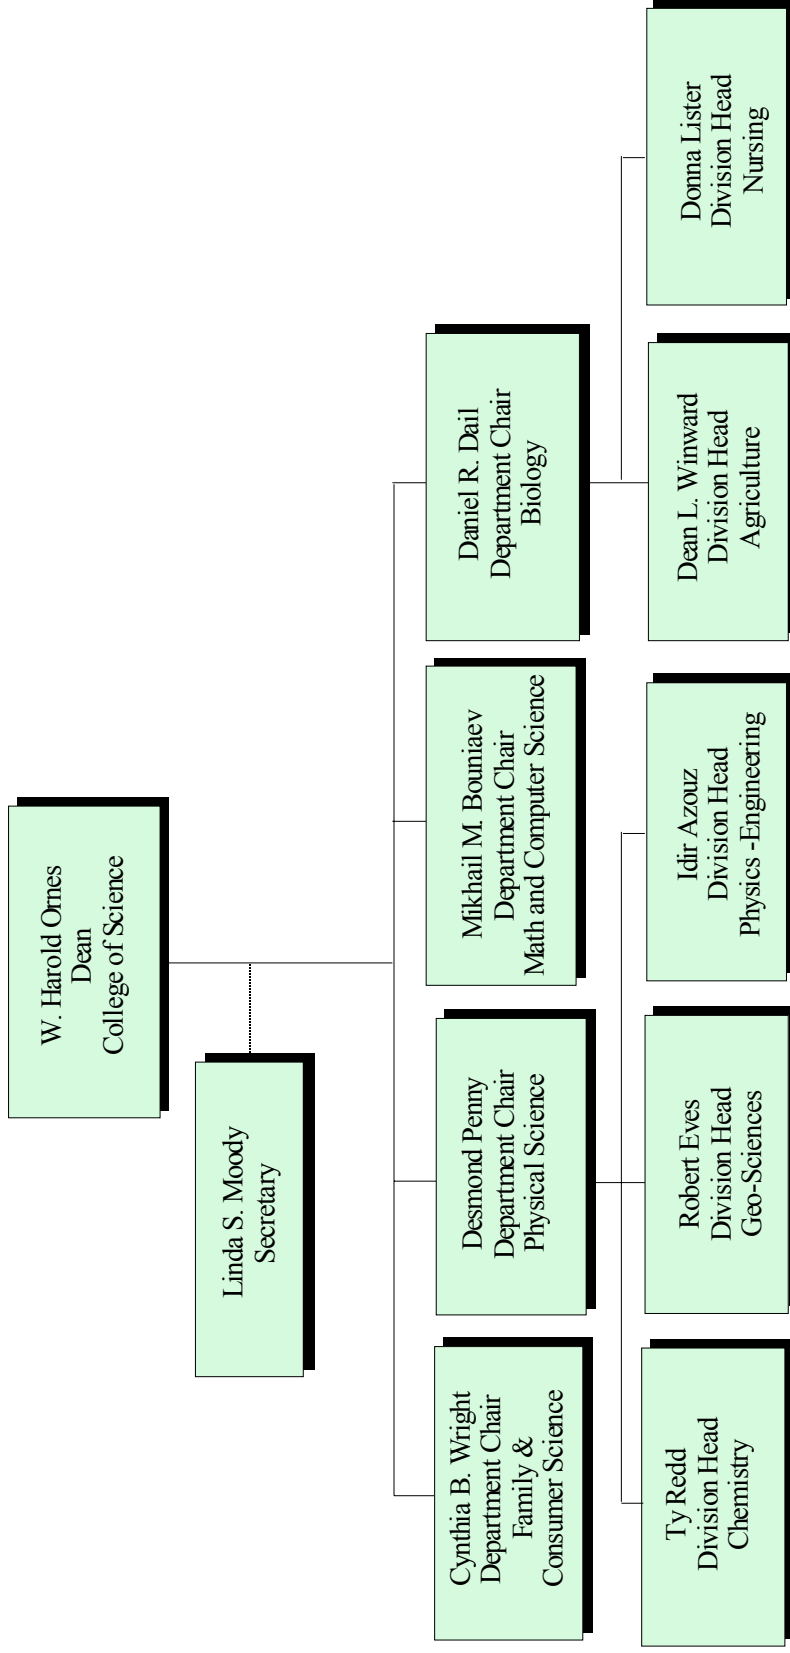 W. Harold Ornes
Dean
College of Science
Linda S. Moody
Secretary
Cynthia B. Wright
Department Chair
Family &
Consumer Science
Desmond Penny
Department Chair
Physical Science
Mikhail M. Bouniaev
Department Chair
Math and Computer Science
Daniel R. Dail
Department Chair
Biology
Ty Redd
Division Head
Chemistry
Robert Eves
Division Head
Geo-Sciences
Idir Azouz
Division Head
Physics -Engineering
Dean L. Winward
Division Head
Agriculture
Donna Lister
Division Head
Nursing